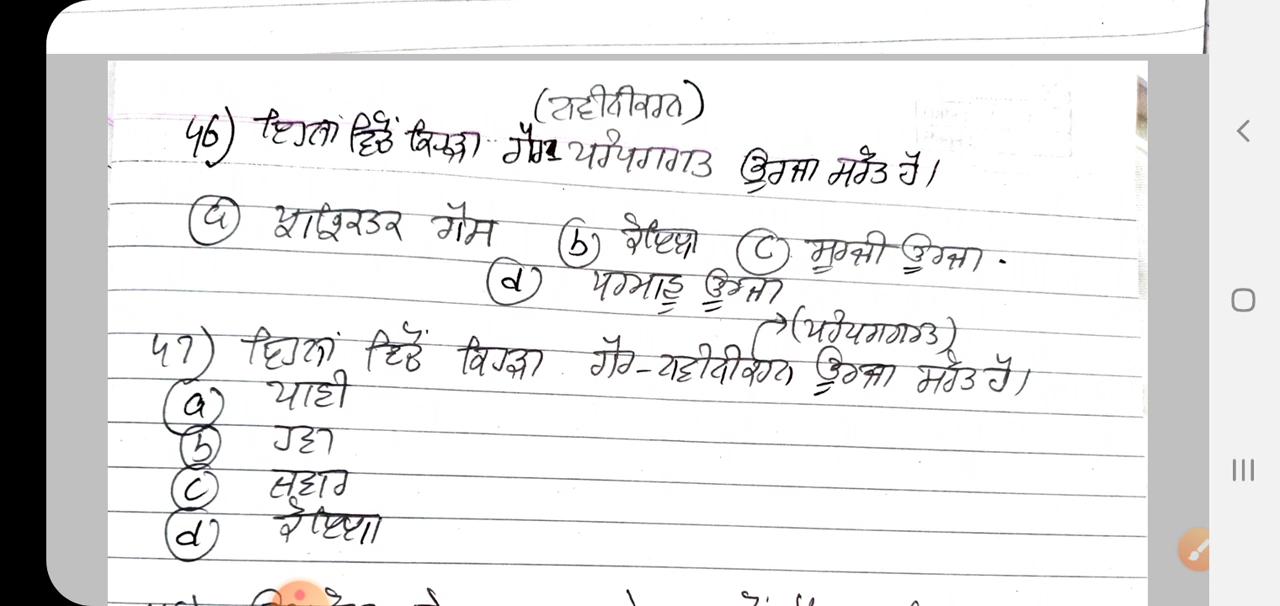 (ਨਵੀਨੀਕਰਨ)
46) ਇਹਨਾਂ ਵਿੱਚੋਂ ਕਿਹੜਾ ਗੈਰ ਪਰੰਪਰਾਗਤ ਊਰਜਾ ਸਰੋਤ ਹੈ।
(a) ਪ੍ਰਾਕ੍ਰਿਤਕ ਗੈਸ (b) ਕੋਇਲਾ (c) ਸੂਰਜੀ ਊਰਜਾ .
(d) ਪਰਮਾਣੂ ਊਰਜਾ
→(ਪਰੰਪਰਾਗਤ)
47) ਇਹਨਾਂ ਵਿੱਚੋਂ ਕਿਹੜਾ ਗੈਰ-ਨਵੀਨੀਕਰਨ ਊਰਜਾ ਸਰੋਤ ਹੈ।
(a) ਪਾਣੀ
(b) ਹਵਾ
(c) ਜਵਾਰ
(d) ਕੋਇਲਾ